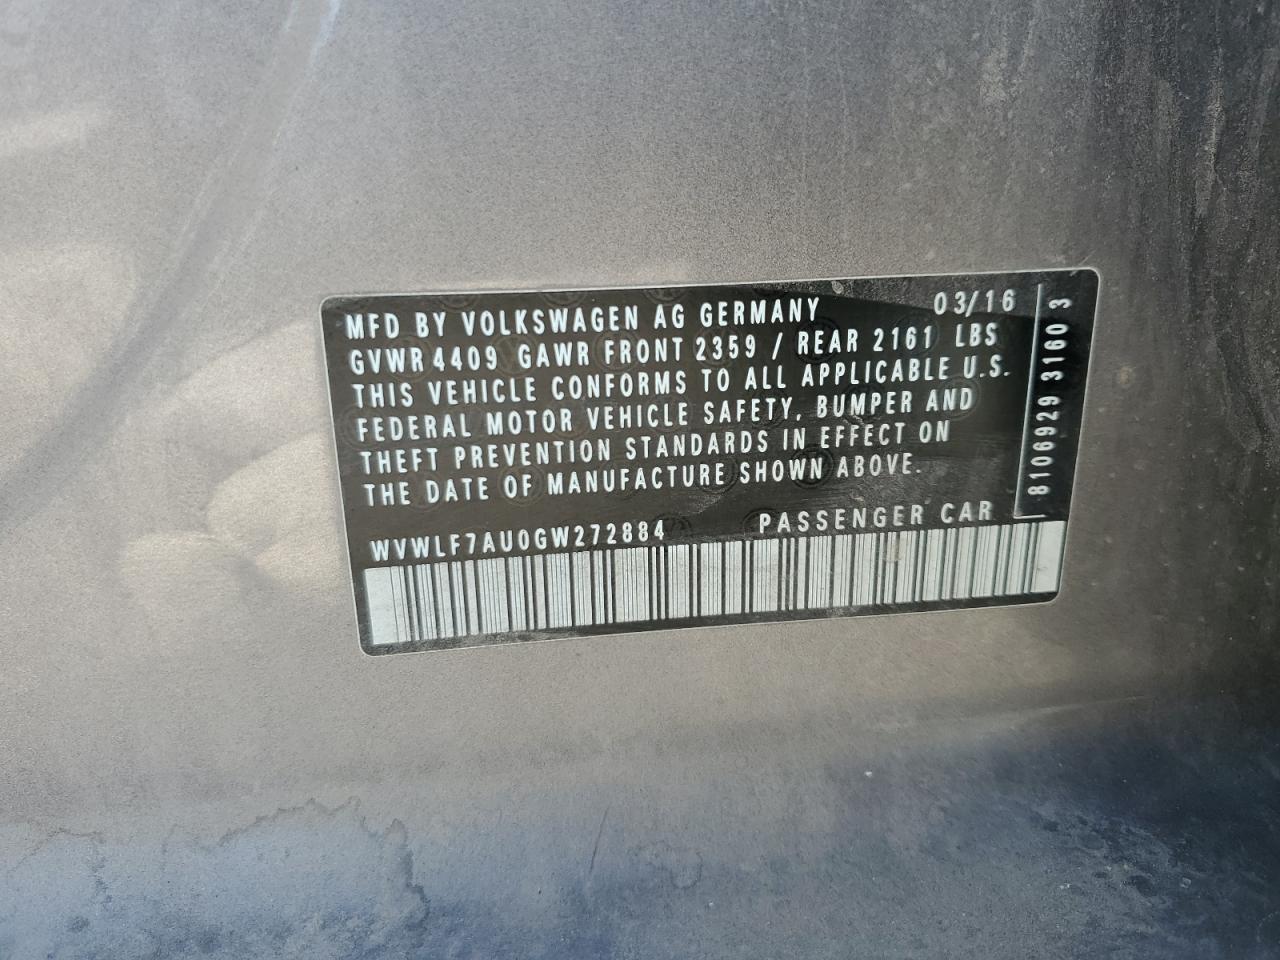 MFD BY VOLKSWAGEN AG GERMANY 03/16
GVWR 4409 GAWR FRONT 2359 / REAR 2161 LBS
THIS VEHICLE CONFORMS TO ALL APPLICABLE U.S.
FEDERAL MOTOR VEHICLE SAFETY, BUMPER AND
THEFT PREVENTION STANDARDS IN EFFECT ON
THE DATE OF MANUFACTURE SHOWN ABOVE.
WVWLF7AU0GW272884 PASSENGER CAR
8106929 3160 3